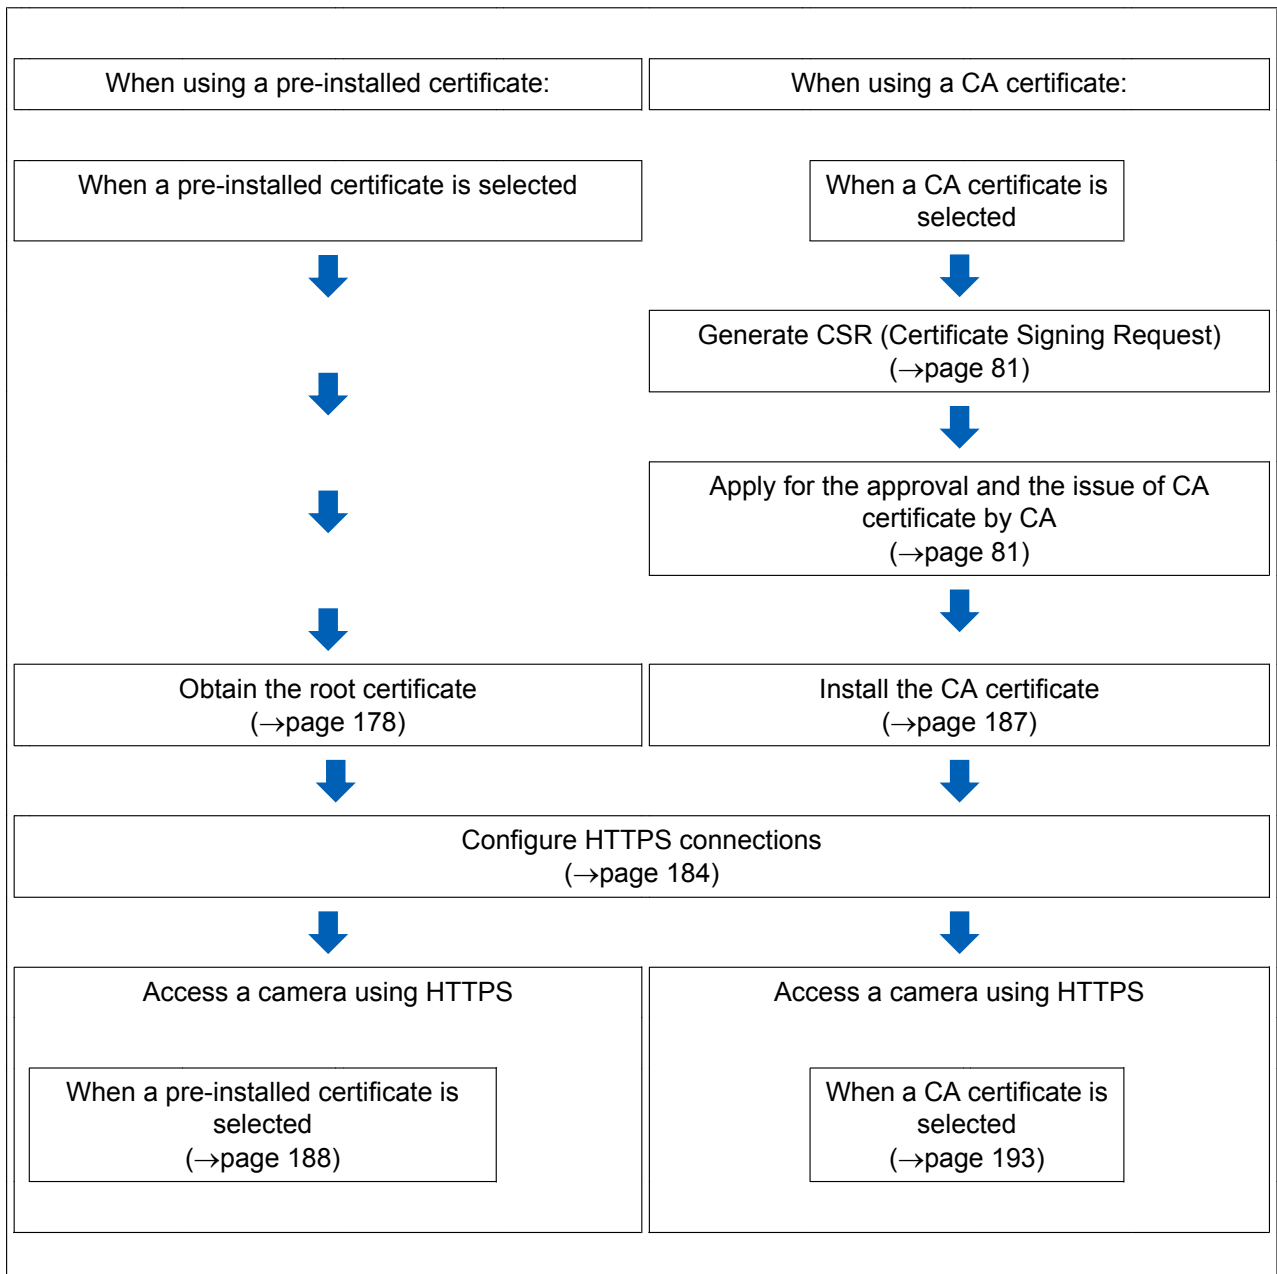 When using a pre-installed certificate:
When using a CA certificate:
When a pre-installed certificate is selected
When a CA certificate is
selected
Generate CSR (Certificate Signing Request)
(→page 81)
Apply for the approval and the issue of CA
certificate by CA
(→page 81)
Obtain the root certificate
(→page 178)
Install the CA certificate
(→page 187)
Configure HTTPS connections
(→page 184)
Access a camera using HTTPS
When a pre-installed certificate is
selected
(→page 188)
Access a camera using HTTPS
When a CA certificate is
selected
(→page 193)